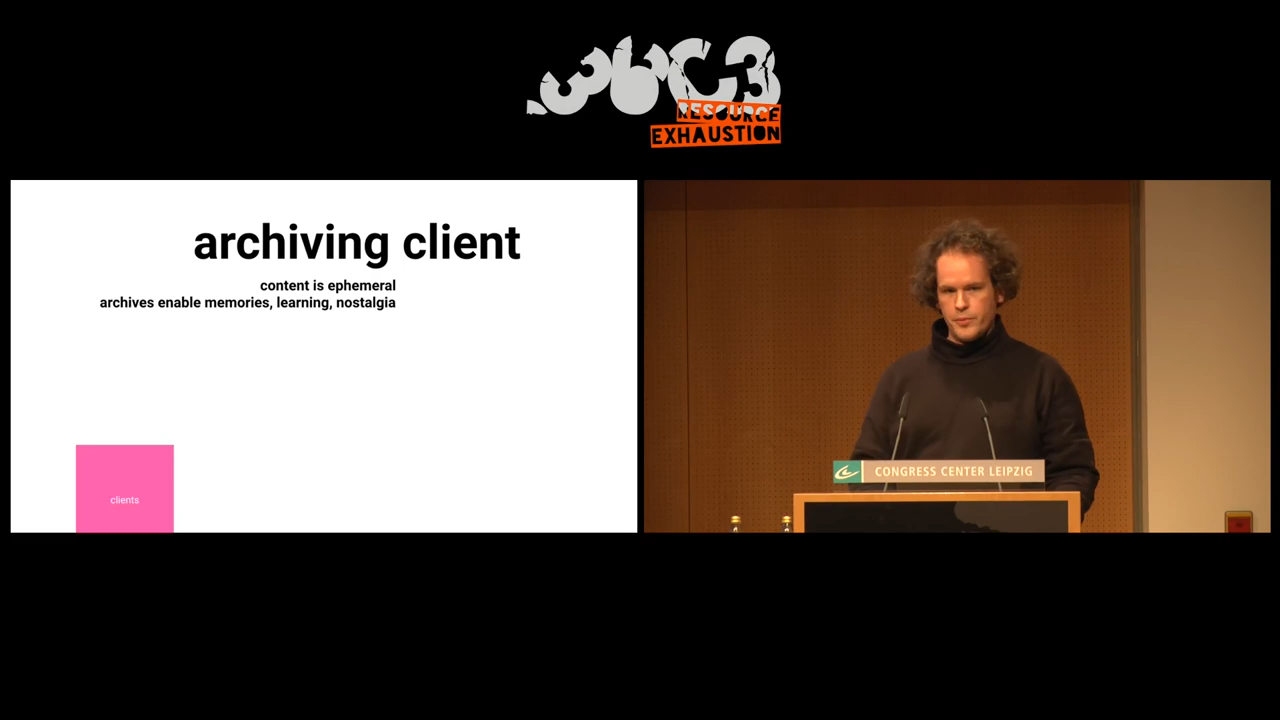 36C3
RESOURCE
EXHAUSTION
archiving client
content is ephemeral
archives enable memories, learning, nostalgia
clients
CONGRESS CENTER LEIPZIG